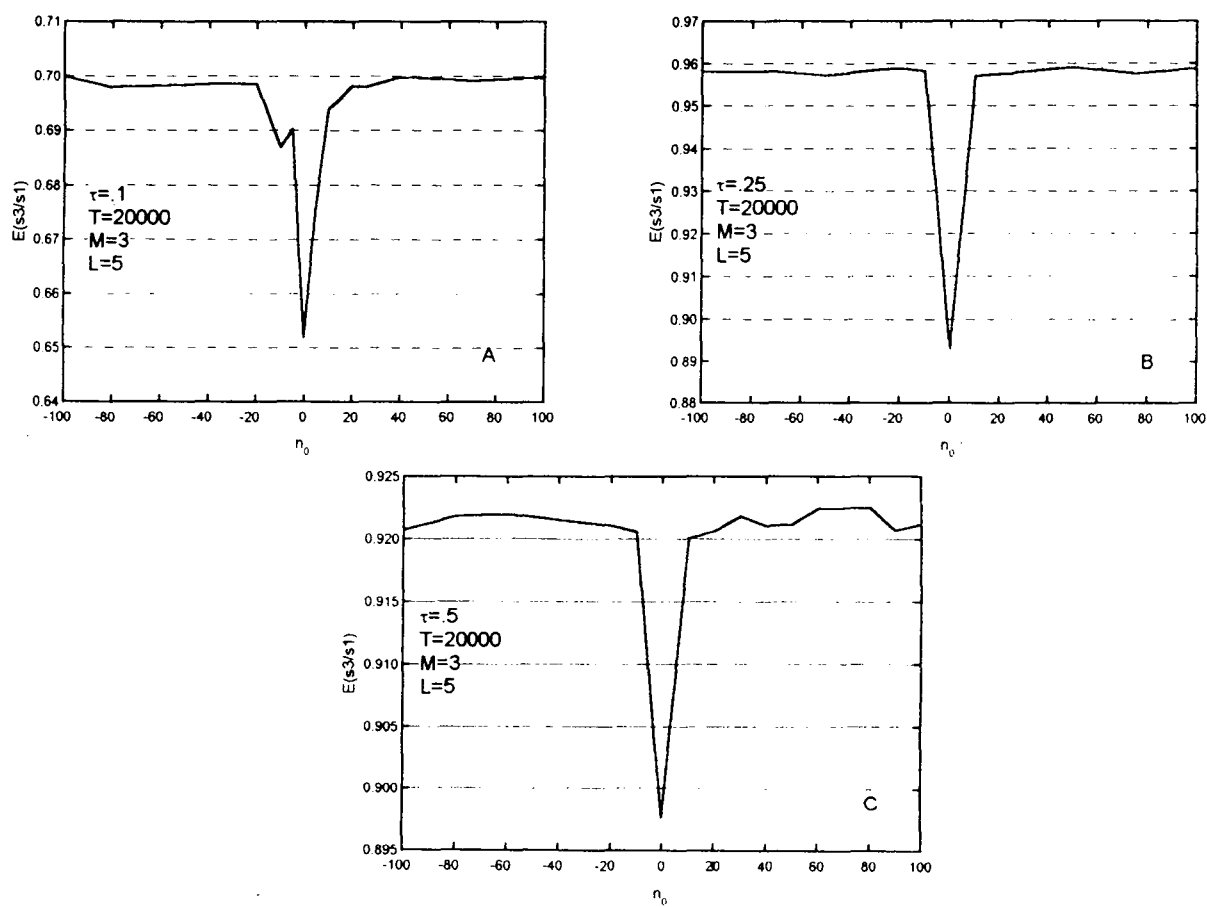 0.71
0.70
0.69
0.68
0.67
0.66
0.65
0.64
E(s3/s1)
τ=.1
T=20000
M=3
L=5
A
-100 -80 -60 -40 -20 0 20 40 60 80 100
n₀
0.97
0.96
0.95
0.94
0.93
0.92
0.91
0.90
0.89
0.88
E(s3/s1)
τ=.25
T=20000
M=3
L=5
B
-100 -80 -60 -40 -20 0 20 40 60 80 100
n₀
0.925
0.920
0.915
0.910
0.905
0.900
0.895
E(s3/s1)
τ=.5
T=20000
M=3
L=5
C
-100 -80 -60 -40 -20 0 20 40 60 80 100
n₀